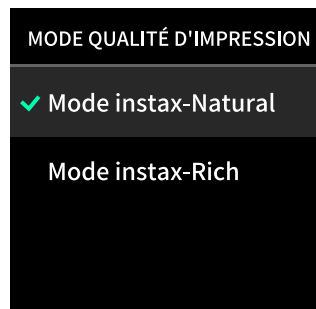 MODE QUALITÉ D'IMPRESSION
Mode instax-Natural
Mode instax-Rich